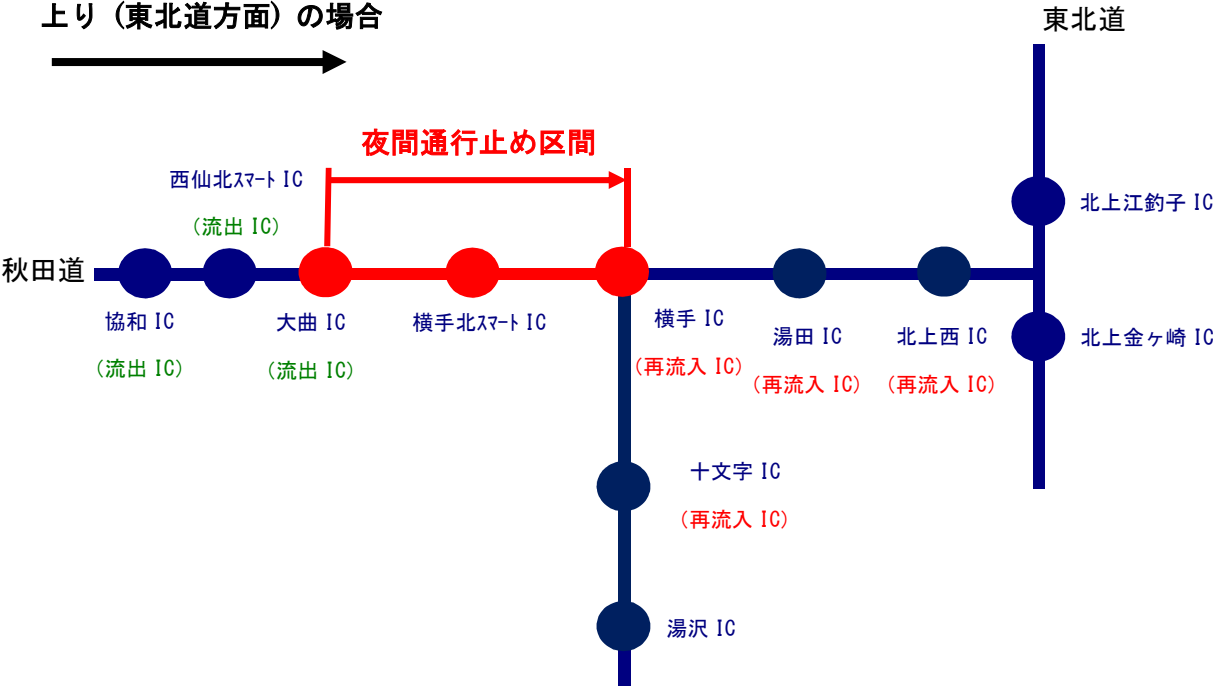 上り (東北道方面) の場合
東北道
夜間通行止め区間
西仙北スマート IC
(流出 IC)
北上江釣子 IC
秋田道
協和 IC
(流出 IC)
大曲 IC
(流出 IC)
横手北スマート IC
横手 IC
(再流入 IC)
湯田 IC
(再流入 IC)
北上西 IC
(再流入 IC)
北上金ヶ崎 IC
十文字 IC
(再流入 IC)
湯沢 IC